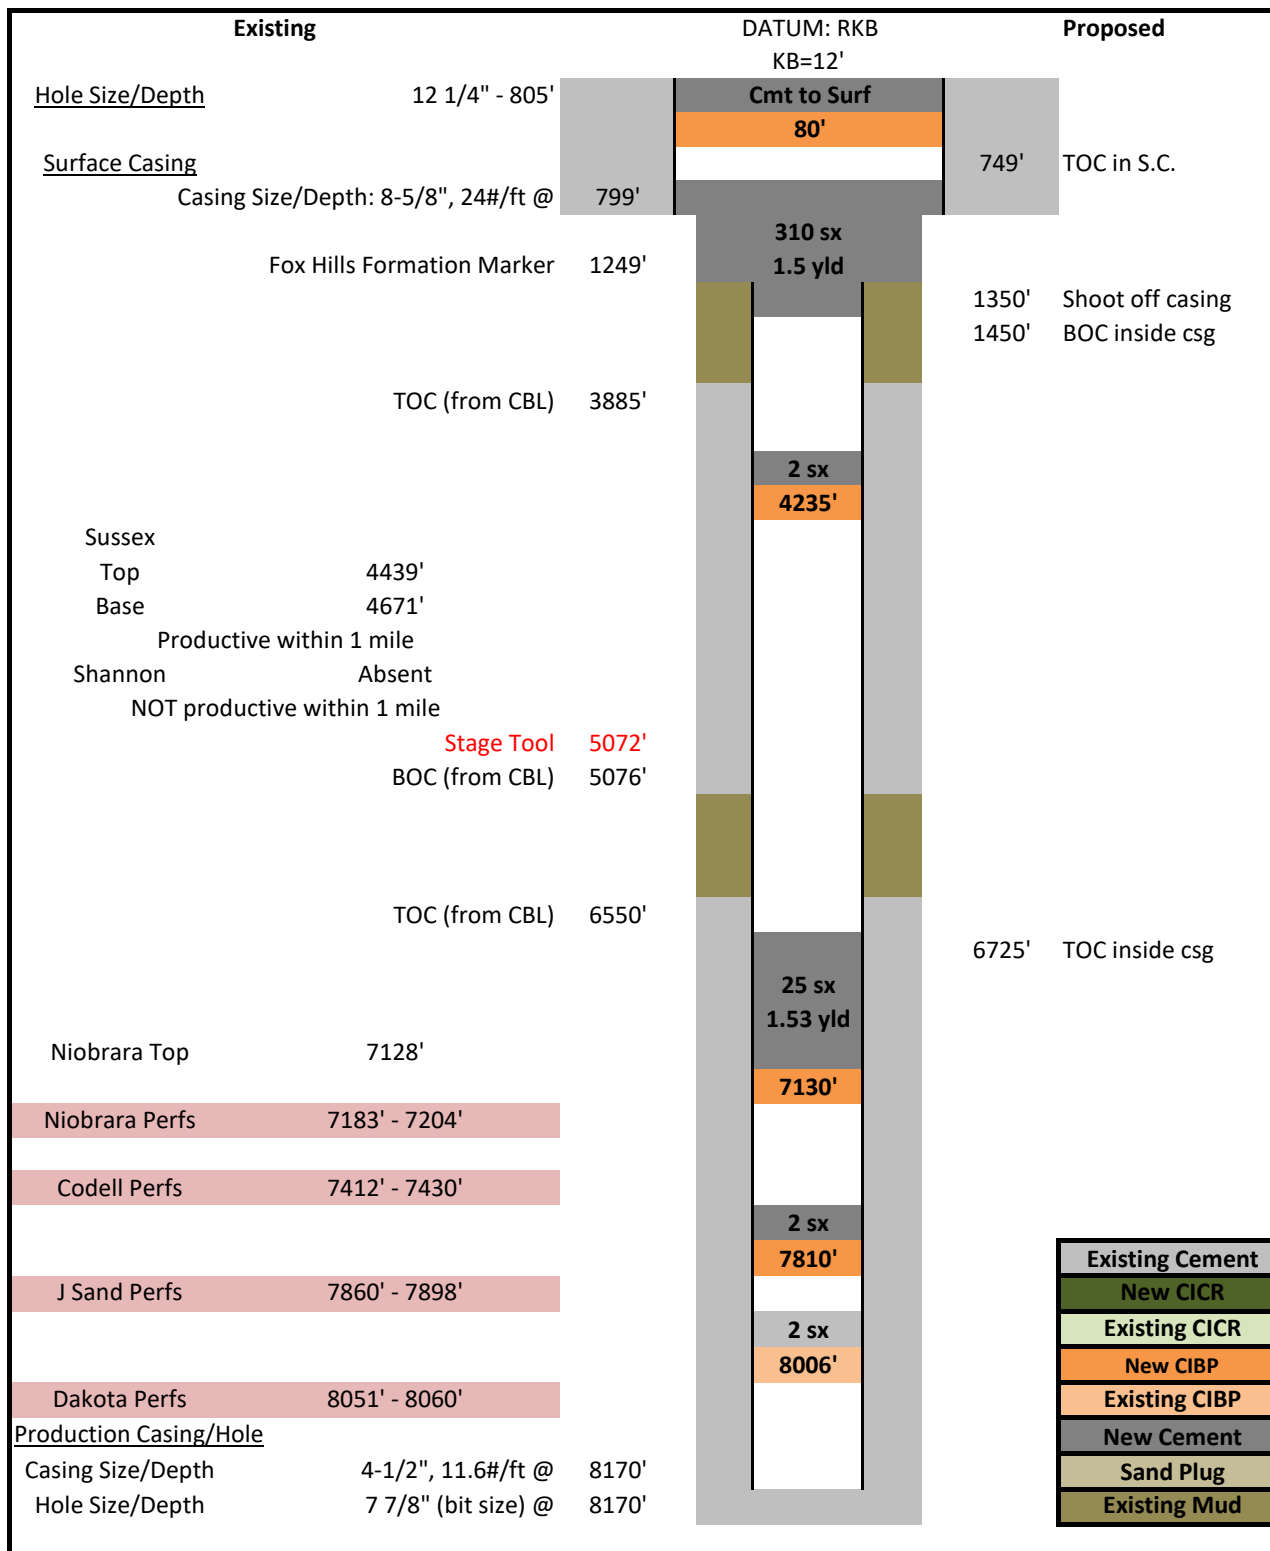 Existing DATUM: RKB Proposed
KB=12'
Hole Size/Depth 12 1/4" - 805' Cmt to Surf
80'
Surface Casing 749' TOC in S.C.
Casing Size/Depth: 8-5/8", 24#/ft @ 799'
310 sx
Fox Hills Formation Marker 1249' 1.5 yld
1350' Shoot off casing
1450' BOC inside csg
TOC (from CBL) 3885'
2 sx
4235'
Sussex
Top 4439'
Base 4671'
Productive within 1 mile
Shannon Absent
NOT productive within 1 mile
Stage Tool 5072'
BOC (from CBL) 5076'
TOC (from CBL) 6550'
6725' TOC inside csg
25 sx
1.53 yld
Niobrara Top 7128'
7130'
Niobrara Perfs 7183' - 7204'
Codell Perfs 7412' - 7430'
2 sx
7810' Existing Cement
J Sand Perfs 7860' - 7898' New CICR
2 sx Existing CICR
8006' New CIBP
Dakota Perfs 8051' - 8060' Existing CIBP
Production Casing/Hole New Cement
Casing Size/Depth 4-1/2", 11.6#/ft @ 8170' Sand Plug
Hole Size/Depth 7 7/8" (bit size) @ 8170' Existing Mud